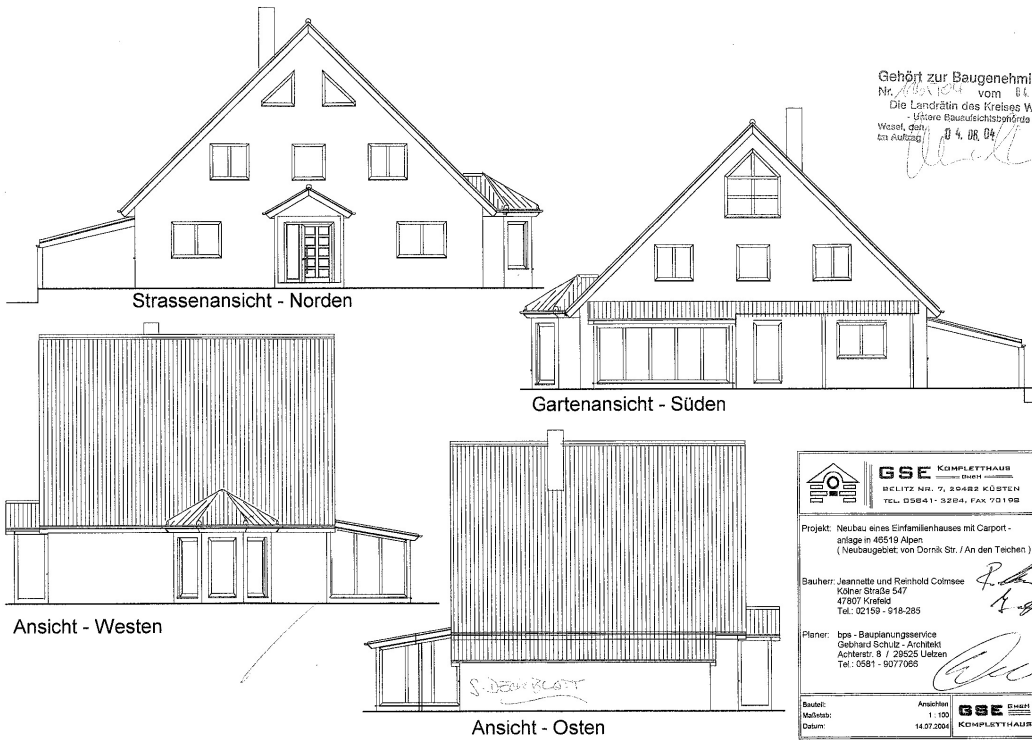 Gehört zur Baugenehmi
Nr. vom
Die Landrätin des Kreises W
- Untere Bauaufsichtsbehörde
Wesel, den
Im Auftrag 04. 08. 04
Strassenansicht - Norden
Gartenansicht - Süden
Ansicht - Westen
S. DECKBLATT
Ansicht - Osten
GSE KOMPLETTHAUS
GMBH
BELITZ NR. 7, 29482 KÜSTEN
TEL. 05841- 3284, FAX 70198
Projekt: Neubau eines Einfamilienhauses mit Carport -
anlage in 46519 Alpen
( Neubaugebiet von Dornik Str. / An den Teichen )
Bauherr: Jeannette und Reinhold Colmsee
Kölner Straße 547
47807 Krefeld
Tel.: 02159 - 918-285
Planer: bps - Bauplanungsservice
Gebhard Schulz - Architekt
Achterstr. 8 / 29525 Uelzen
Tel.: 0581 - 9077066
Bauteil: Ansichten
Maßstab: 1 : 100
Datum: 14.07.2004
GSE GMBH
KOMPLETTHAUS